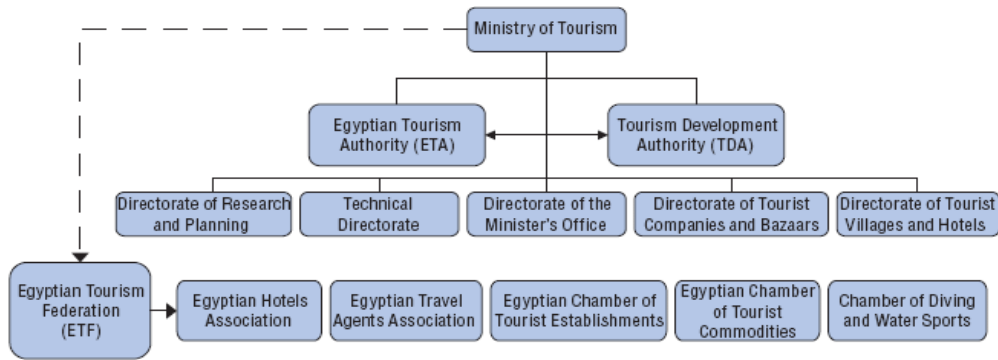 Ministry of Tourism
Egyptian Tourism
Authority (ETA)
Tourism Development
Authority (TDA)
Directorate of Research
and Planning
Technical
Directorate
Directorate of the
Minister's Office
Directorate of Tourist
Companies and Bazaars
Directorate of Tourist
Villages and Hotels
Egyptian Tourism
Federation
(ETF)
Egyptian Hotels
Association
Egyptian Travel
Agents Association
Egyptian Chamber of
Tourist Establishments
Egyptian Chamber
of Tourist
Commodities
Chamber of Diving
and Water Sports